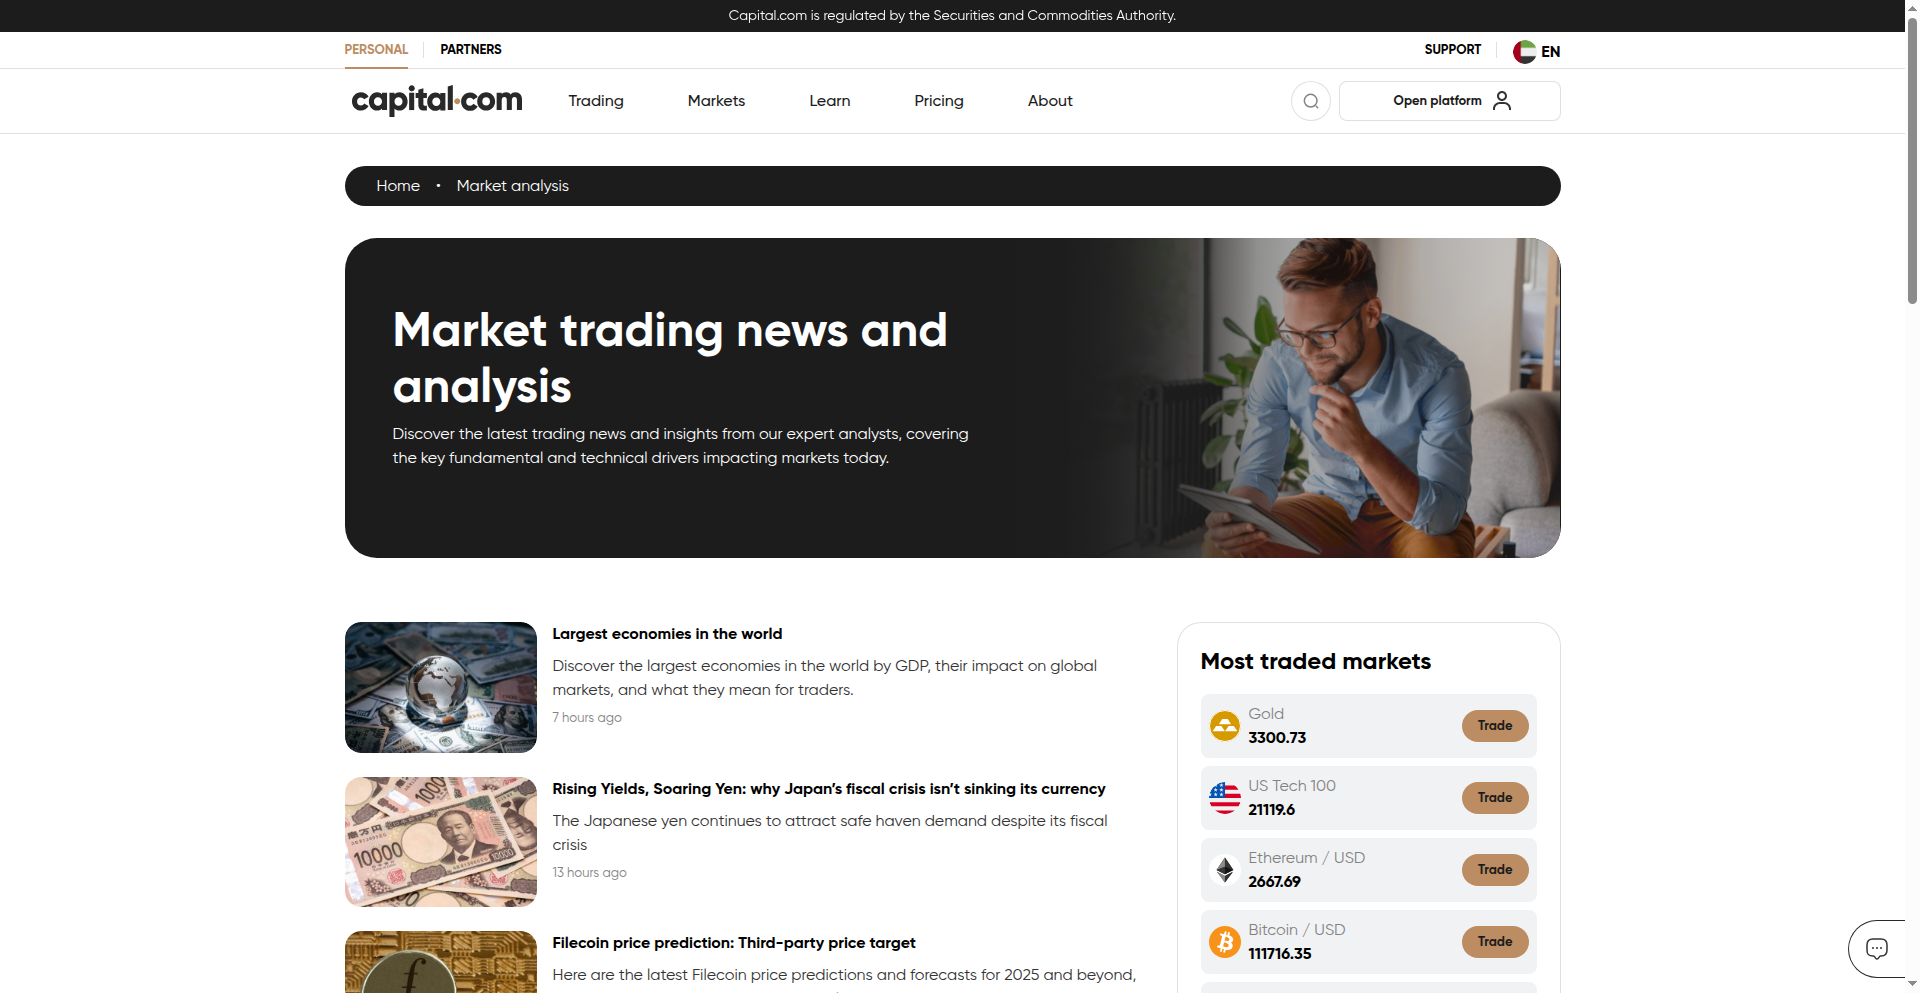 Capital.com is regulated by the Securities and Commodities Authority.
PERSONAL
PARTNERS
SUPPORT
EN
capital.com
Trading
Markets
Learn
Pricing
About
Open platform
Home • Market analysis
Market trading news and
analysis
Discover the latest trading news and insights from our expert analysts, covering
the key fundamental and technical drivers impacting markets today.
Largest economies in the world
Discover the largest economies in the world by GDP, their impact on global
markets, and what they mean for traders.
7 hours ago
Rising Yields, Soaring Yen: why Japan’s fiscal crisis isn’t sinking its currency
The Japanese yen continues to attract safe haven demand despite its fiscal
crisis
13 hours ago
Filecoin price prediction: Third-party price target
Here are the latest Filecoin price predictions and forecasts for 2025 and beyond,
Most traded markets
Gold
3300.73
Trade
US Tech 100
21119.6
Trade
Ethereum / USD
2667.69
Trade
Bitcoin / USD
111716.35
Trade